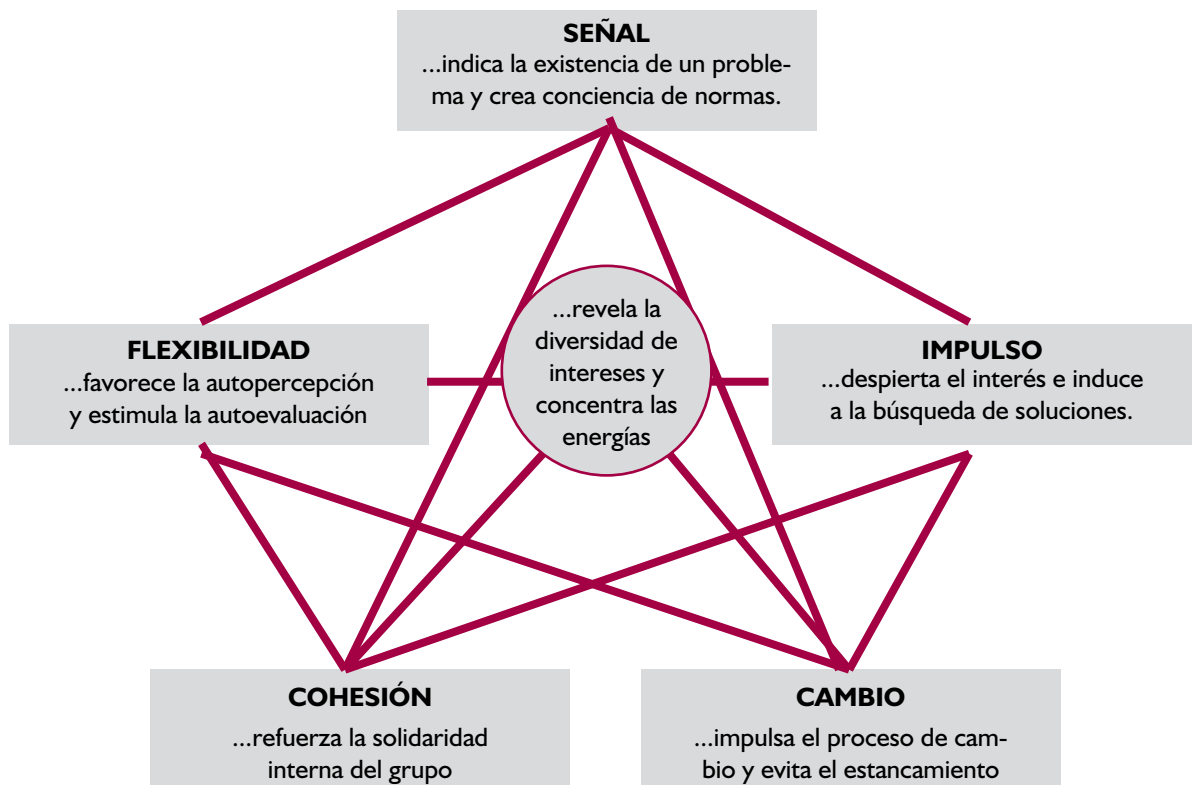 SEÑAL
...indica la existencia de un proble-
ma y crea conciencia de normas.
...revela la
diversidad de
intereses y
concentra las
energías
FLEXIBILIDAD
...favorece la autopercepción
y estimula la autoevaluación
IMPULSO
...despierta el interés e induce
a la búsqueda de soluciones.
COHESIÓN
...refuerza la solidaridad
interna del grupo
CAMBIO
...impulsa el proceso de cam-
bio y evita el estancamiento